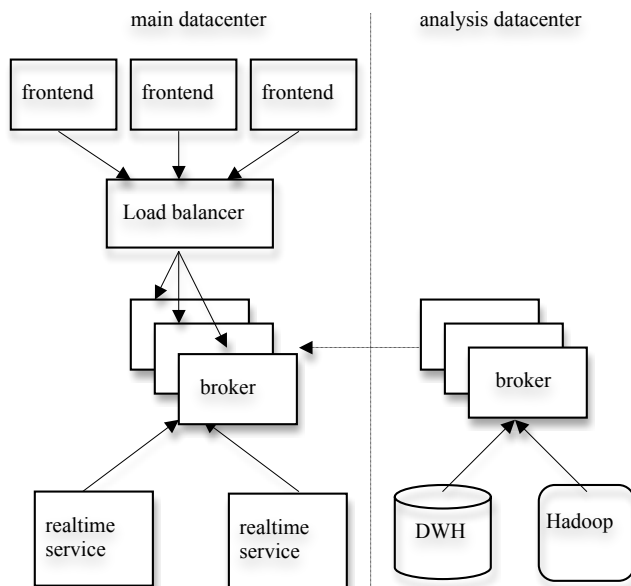 main datacenter
analysis datacenter
frontend
frontend
frontend
Load balancer
broker
broker
realtime
service
realtime
service
DWH
Hadoop